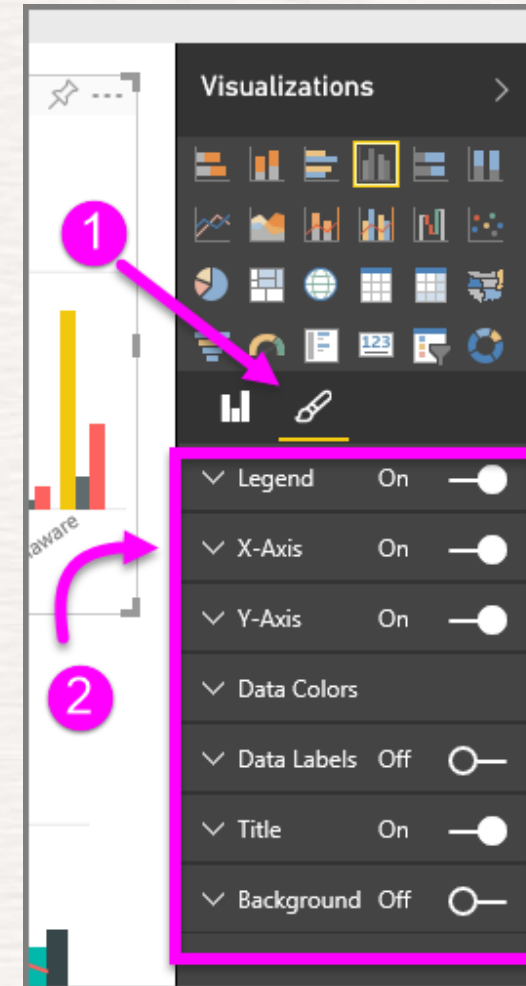 Visualizations
1
123
Legend On
X-Axis On
aware
Y-Axis On
2
Data Colors
Data Labels Off
Title On
Background Off